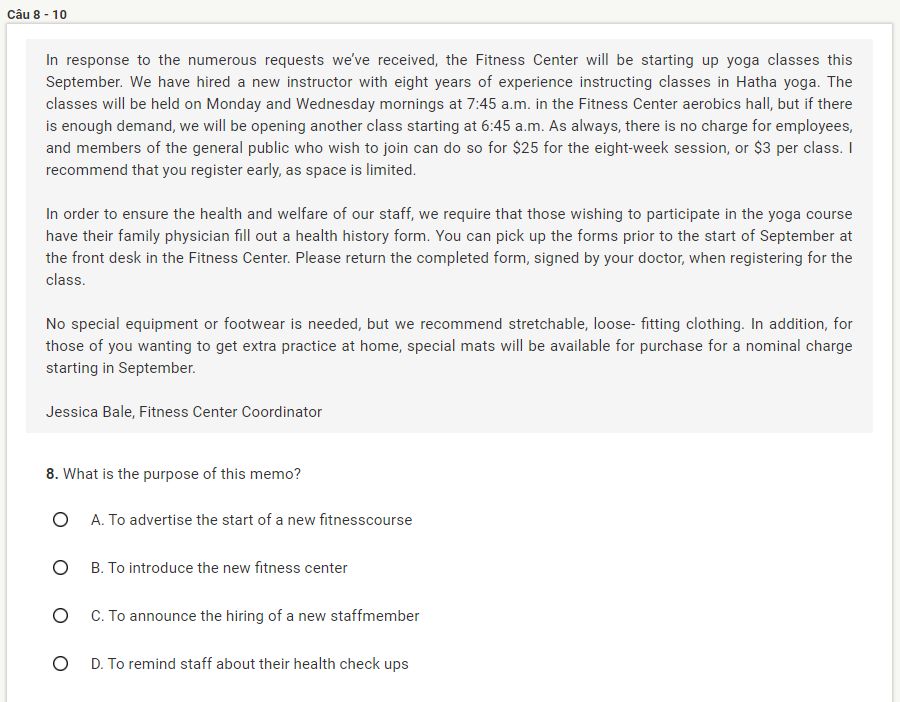 Câu 8 - 10
In response to the numerous requests we've received, the Fitness Center will be starting up yoga classes this
September. We have hired a new instructor with eight years of experience instructing classes in Hatha yoga. The
classes will be held on Monday and Wednesday mornings at 7:45 a.m. in the Fitness Center aerobics hall, but if there
is enough demand, we will be opening another class starting at 6:45 a.m. As always, there is no charge for employees,
and members of the general public who wish to join can do so for $25 for the eight-week session, or $3 per class. I
recommend that you register early, as space is limited.
In order to ensure the health and welfare of our staff, we require that those wishing to participate in the yoga course
have their family physician fill out a health history form. You can pick up the forms prior to the start of September at
the front desk in the Fitness Center. Please return the completed form, signed by your doctor, when registering for the
class.
No special equipment or footwear is needed, but we recommend stretchable, loose- fitting clothing. In addition, for
those of you wanting to get extra practice at home, special mats will be available for purchase for a nominal charge
starting in September.
Jessica Bale, Fitness Center Coordinator
8. What is the purpose of this memo?
A. To advertise the start of a new fitnesscourse
B. To introduce the new fitness center
C. To announce the hiring of a new staffmember
D. To remind staff about their health check ups